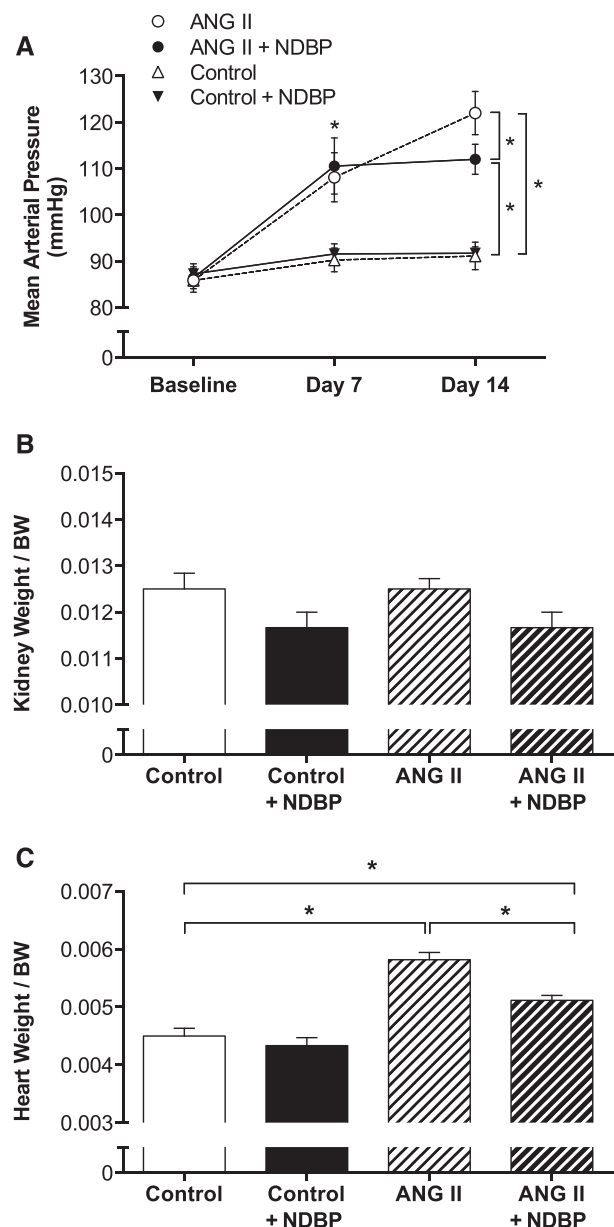 A
ANG II
ANG II + NDBP
Control
Control + NDBP
Mean Arterial Pressure
(mmHg)
130
120
110
100
90
80
0
*
*
*
*
Baseline
Day 7
Day 14
B
Kidney Weight / BW
0.015
0.014
0.013
0.012
0.011
0.010
0
Control
Control
+ NDBP
ANG II
ANG II
+ NDBP
C
Heart Weight / BW
0.007
0.006
0.005
0.004
0.003
0
*
*
*
Control
Control
+ NDBP
ANG II
ANG II
+ NDBP